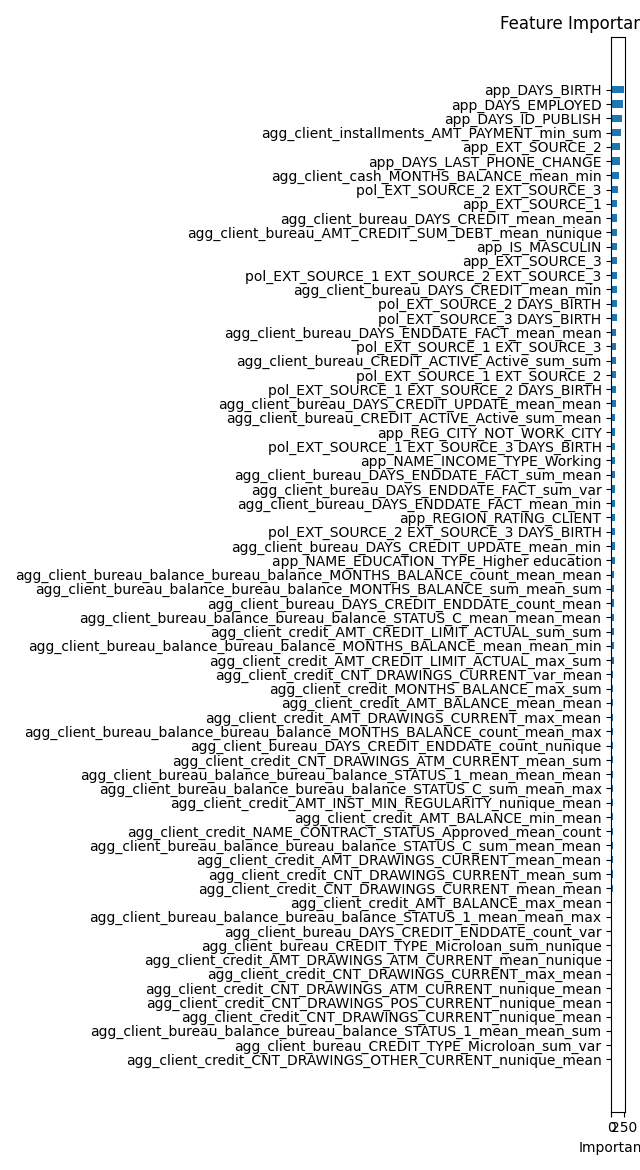 Feature Importan
app_DAYS_BIRTH
app_DAYS_EMPLOYED
app_DAYS_ID_PUBLISH
agg_client_installments_AMT_PAYMENT_min_sum
app_EXT_SOURCE_2
app_DAYS_LAST_PHONE_CHANGE
agg_client_cash_MONTHS_BALANCE_mean_min
pol_EXT_SOURCE_2 EXT_SOURCE_3
app_EXT_SOURCE_1
agg_client_bureau_DAYS_CREDIT_mean_mean
agg_client_bureau_AMT_CREDIT_SUM_DEBT_mean_nunique
app_IS_MASCULIN
app_EXT_SOURCE_3
pol_EXT_SOURCE_1 EXT_SOURCE_2 EXT_SOURCE_3
agg_client_bureau_DAYS_CREDIT_mean_min
pol_EXT_SOURCE_2 DAYS_BIRTH
pol_EXT_SOURCE_3 DAYS_BIRTH
agg_client_bureau_DAYS_ENDDATE_FACT_mean_mean
pol_EXT_SOURCE_1 EXT_SOURCE_3
agg_client_bureau_CREDIT_ACTIVE_Active_sum_sum
pol_EXT_SOURCE_1 EXT_SOURCE_2
pol_EXT_SOURCE_1 EXT_SOURCE_2 DAYS_BIRTH
agg_client_bureau_DAYS_CREDIT_UPDATE_mean_mean
agg_client_bureau_CREDIT_ACTIVE_Active_sum_mean
app_REG_CITY_NOT_WORK_CITY
pol_EXT_SOURCE_1 EXT_SOURCE_3 DAYS_BIRTH
app_NAME_INCOME_TYPE_Working
agg_client_bureau_DAYS_ENDDATE_FACT_sum_mean
agg_client_bureau_DAYS_ENDDATE_FACT_sum_var
agg_client_bureau_DAYS_ENDDATE_FACT_mean_min
app_REGION_RATING_CLIENT
pol_EXT_SOURCE_2 EXT_SOURCE_3 DAYS_BIRTH
agg_client_bureau_DAYS_CREDIT_UPDATE_mean_min
app_NAME_EDUCATION_TYPE_Higher education
agg_client_bureau_balance_bureau_balance_MONTHS_BALANCE_count_mean_mean
agg_client_bureau_balance_bureau_balance_MONTHS_BALANCE_sum_mean_sum
agg_client_bureau_DAYS_CREDIT_ENDDATE_count_mean
agg_client_bureau_balance_bureau_balance_STATUS_C_mean_mean_mean
agg_client_credit_AMT_CREDIT_LIMIT_ACTUAL_sum_sum
agg_client_bureau_balance_bureau_balance_MONTHS_BALANCE_mean_mean_min
agg_client_credit_AMT_CREDIT_LIMIT_ACTUAL_max_sum
agg_client_credit_CNT_DRAWINGS_CURRENT_var_mean
agg_client_credit_MONTHS_BALANCE_max_sum
agg_client_credit_AMT_BALANCE_mean_mean
agg_client_credit_AMT_DRAWINGS_CURRENT_max_mean
agg_client_bureau_balance_bureau_balance_MONTHS_BALANCE_count_mean_max
agg_client_bureau_DAYS_CREDIT_ENDDATE_count_nunique
agg_client_credit_CNT_DRAWINGS_ATM_CURRENT_mean_sum
agg_client_bureau_balance_bureau_balance_STATUS_1_mean_mean_mean
agg_client_bureau_balance_bureau_balance_STATUS_C_sum_mean_max
agg_client_credit_AMT_INST_MIN_REGULARITY_nunique_mean
agg_client_credit_AMT_BALANCE_min_mean
agg_client_credit_NAME_CONTRACT_STATUS_Approved_mean_count
agg_client_bureau_balance_bureau_balance_STATUS_C_sum_mean_mean
agg_client_credit_AMT_DRAWINGS_CURRENT_mean_mean
agg_client_credit_CNT_DRAWINGS_CURRENT_mean_sum
agg_client_credit_CNT_DRAWINGS_CURRENT_mean_mean
agg_client_credit_AMT_BALANCE_max_mean
agg_client_bureau_balance_bureau_balance_STATUS_1_mean_mean_max
agg_client_bureau_DAYS_CREDIT_ENDDATE_count_var
agg_client_bureau_CREDIT_TYPE_Microloan_sum_nunique
agg_client_credit_AMT_DRAWINGS_ATM_CURRENT_mean_nunique
agg_client_credit_CNT_DRAWINGS_CURRENT_max_mean
agg_client_credit_CNT_DRAWINGS_ATM_CURRENT_nunique_mean
agg_client_credit_CNT_DRAWINGS_POS_CURRENT_nunique_mean
agg_client_credit_CNT_DRAWINGS_CURRENT_nunique_mean
agg_client_bureau_balance_bureau_balance_STATUS_1_mean_mean_sum
agg_client_bureau_CREDIT_TYPE_Microloan_sum_var
agg_client_credit_CNT_DRAWINGS_OTHER_CURRENT_nunique_mean
0 250
Importan